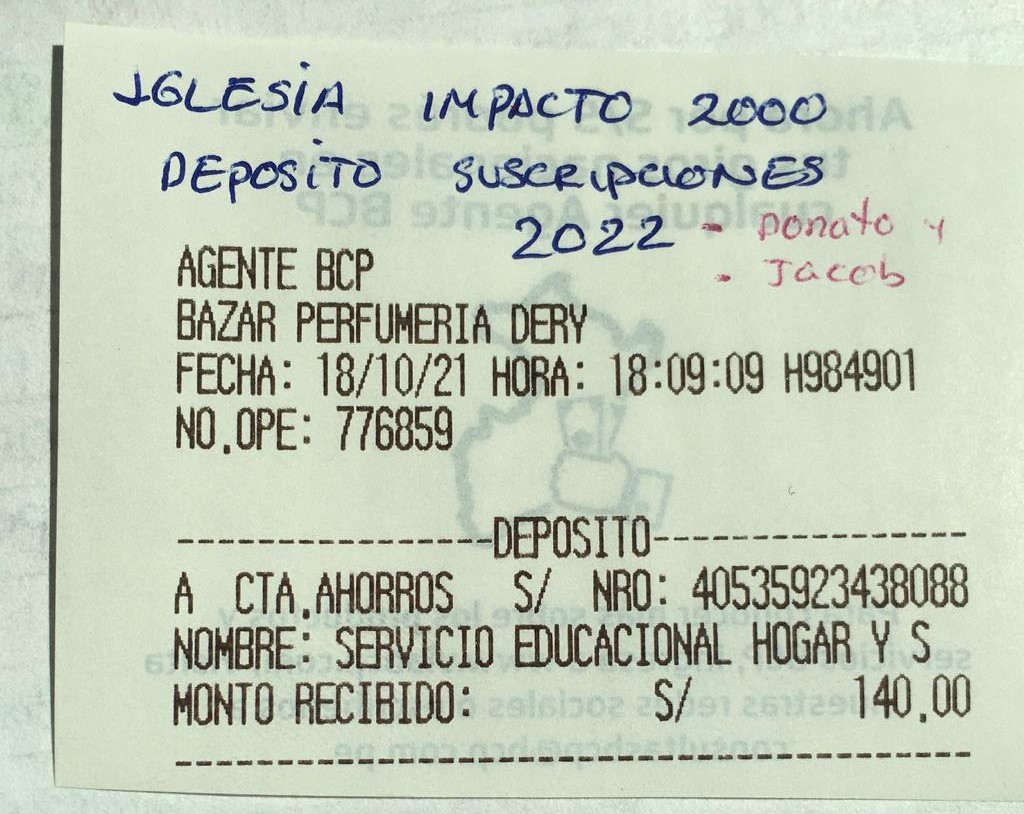 IGLESIA IMPACTO 2000
DEPOSITO SUSCRIPCIONES
2022 - Donato y
- Jacob
AGENTE BCP
BAZAR PERFUMERIA DERY
FECHA: 18/10/21 HORA: 18:09:09 H984901
NO.OPE: 776859
----------------DEPOSITO----------------
A CTA.AHORROS S/ NRO: 40535923438088
NOMBRE: SERVICIO EDUCACIONAL HOGAR Y S
MONTO RECIBIDO: S/ 140.00
----------------------------------------